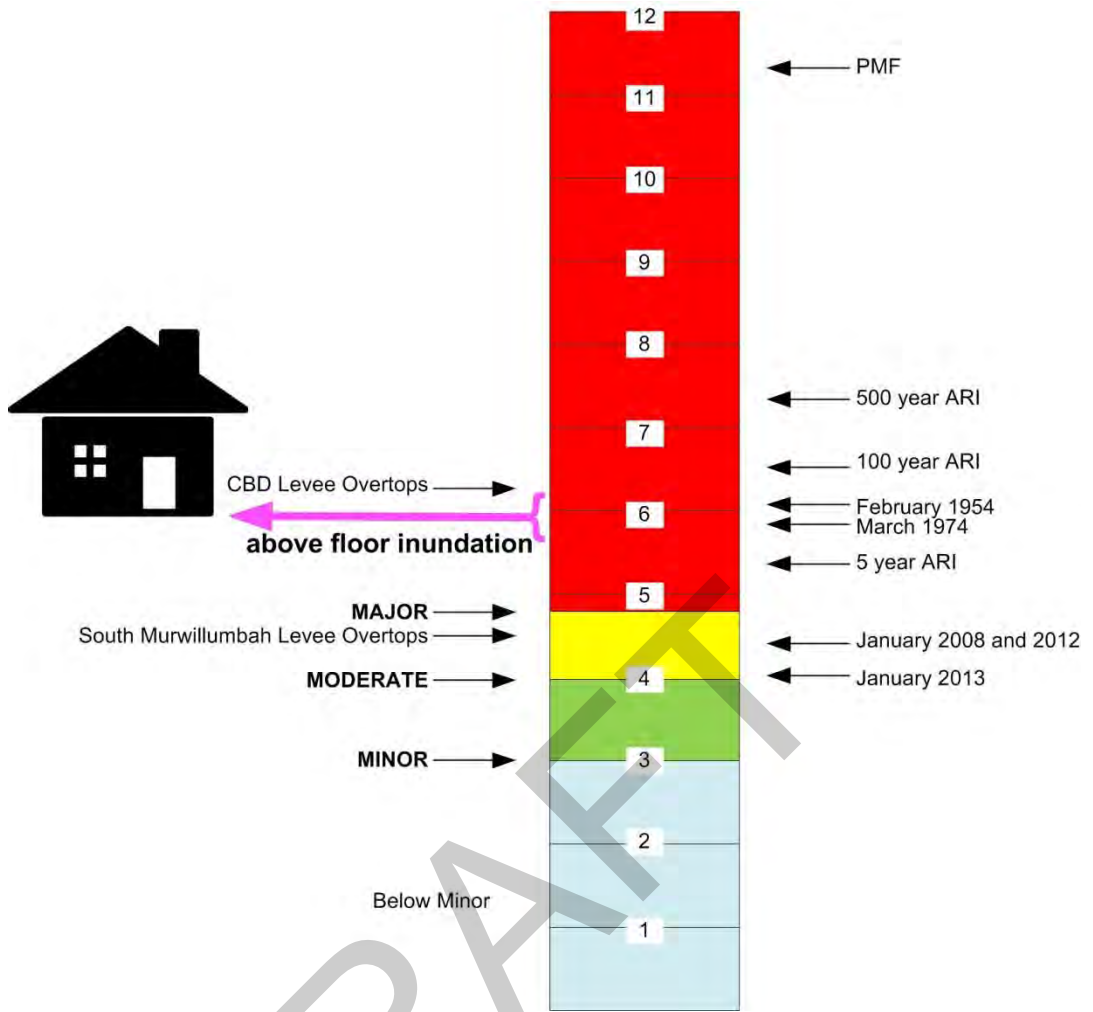 12
PMF
11
10
9
8
500 year ARI
7
100 year ARI
CBD Levee Overtops
February 1954
6
March 1974
above floor inundation
5 year ARI
5
MAJOR
South Murwillumbah Levee Overtops
January 2008 and 2012
MODERATE
4
January 2013
MINOR
3
2
Below Minor
1
DRAFT